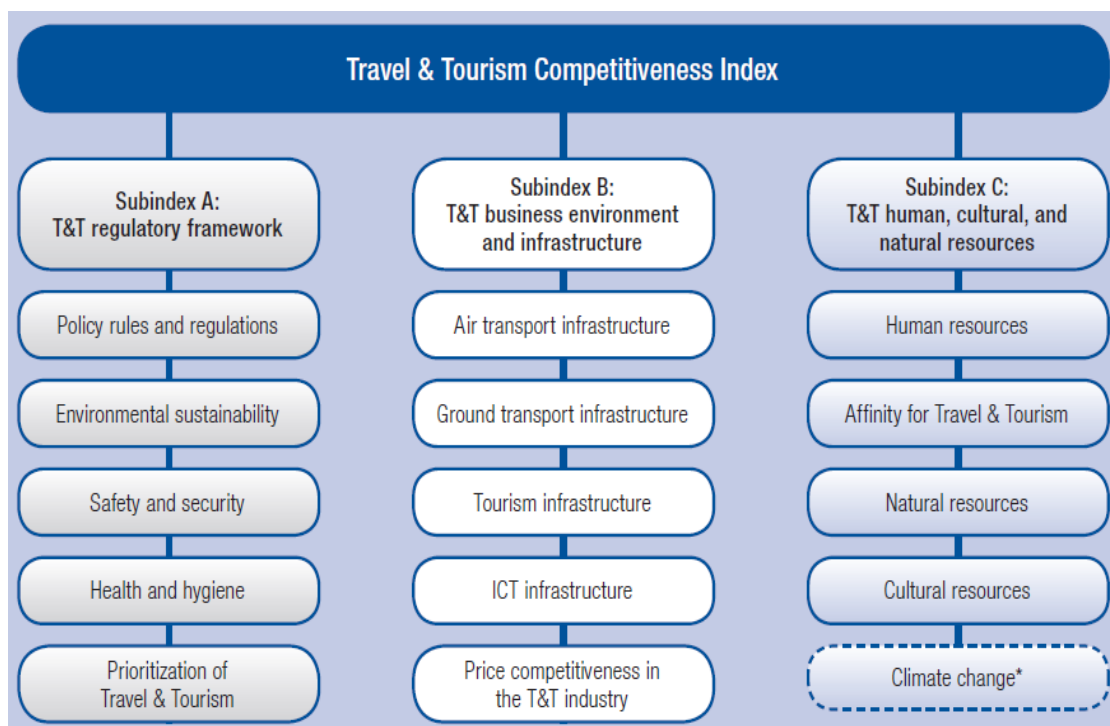 Travel & Tourism Competitiveness Index
Subindex A:
T&T regulatory framework
Policy rules and regulations
Environmental sustainability
Safety and security
Health and hygiene
Prioritization of
Travel & Tourism
Subindex B:
T&T business environment
and infrastructure
Air transport infrastructure
Ground transport infrastructure
Tourism infrastructure
ICT infrastructure
Price competitiveness in
the T&T industry
Subindex C:
T&T human, cultural, and
natural resources
Human resources
Affinity for Travel & Tourism
Natural resources
Cultural resources
Climate change*